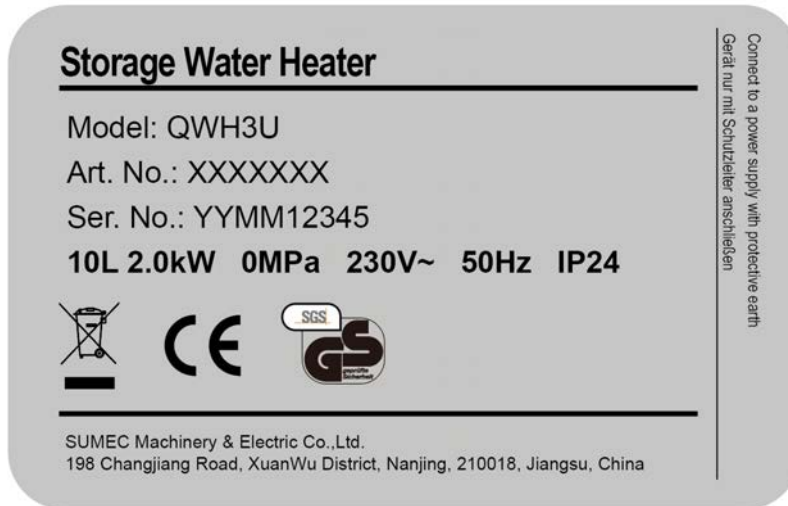 Storage Water Heater
Model: QWH3U
Art. No.: XXXXXXX
Ser. No.: YYMM12345
10L 2.0kW 0MPa 230V~ 50Hz IP24
CE
SGS
GS
geprüfte
Sicherheit
SUMEC Machinery & Electric Co.,Ltd.
198 Changjiang Road, XuanWu District, Nanjing, 210018, Jiangsu, China
Connect to a power supply with protective earth
Gerät nur mit Schutzleiter anschließen